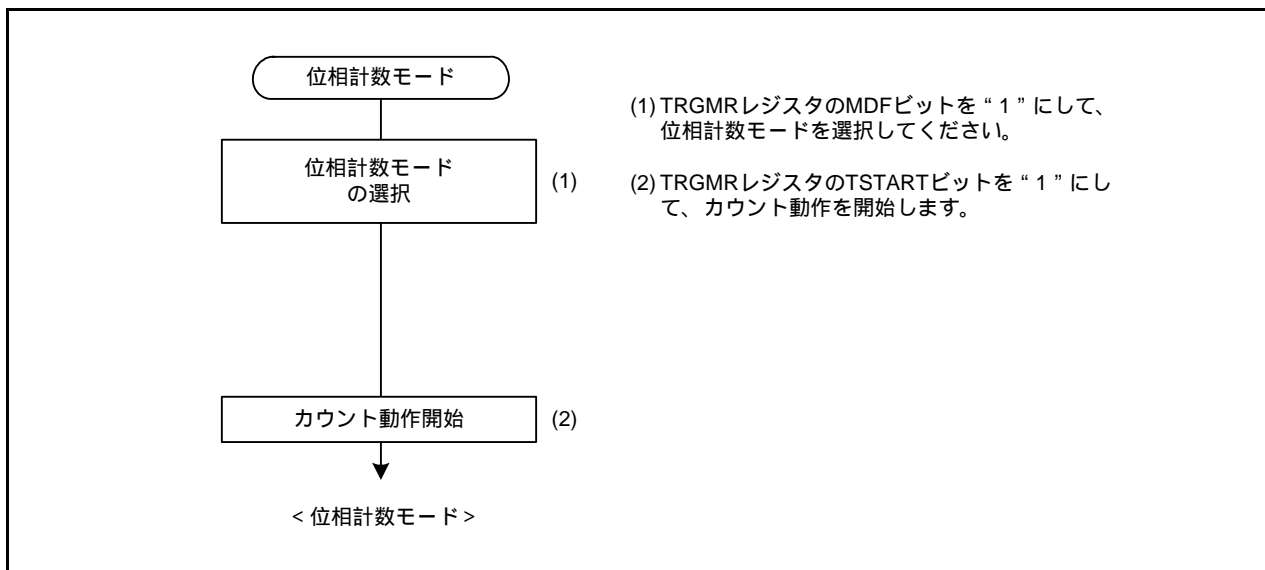 位相計数モード
位相計数モード
の選択
(1)
カウント動作開始
(2)
< 位相計数モード >
(1) TRGMRレジスタのMDFビットを“ 1 ” にして、
位相計数モードを選択してください。
(2) TRGMRレジスタのTSTARTビットを“ 1 ” にし
て、カウント動作を開始します。